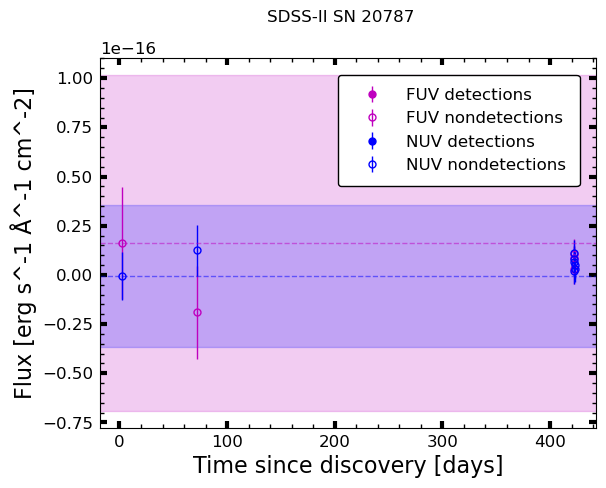 SDSS-II SN 20787
1e−16
1.00
0.75
0.50
0.25
0.00
−0.25
−0.50
−0.75
Flux [erg s^-1 Å^-1 cm^-2]
FUV detections
FUV nondetections
NUV detections
NUV nondetections
0 100 200 300 400
Time since discovery [days]